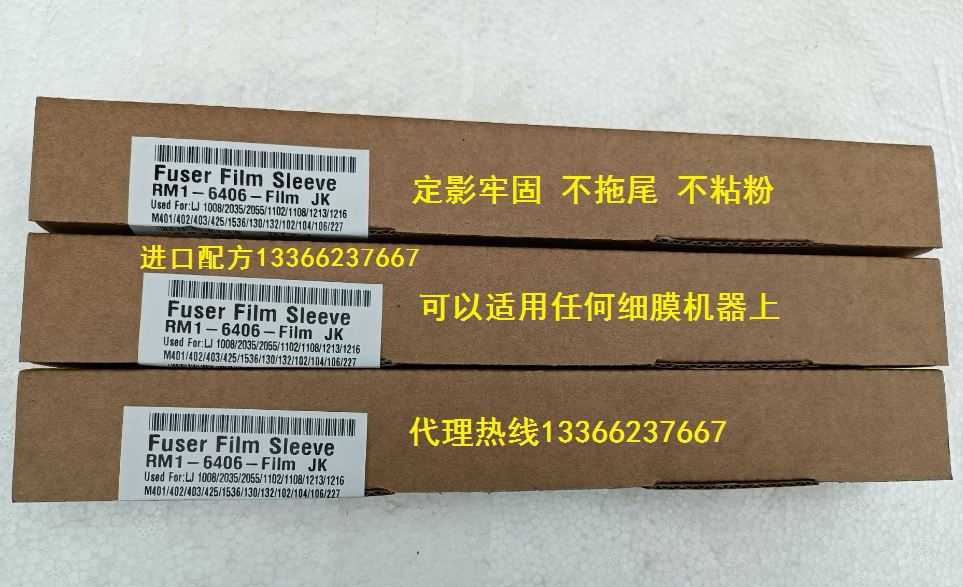 Fuser Film Sleeve
RM1-6406-Film JK
Used For:LJ 1008/2035/2055/1102/1108/1213/1216
M401/402/403/425/1536/130/132/102/104/106/227
定影牢固 不拖尾 不粘粉
进口配方13366237667
Fuser Film Sleeve
RM1-6406-Film JK
Used For:LJ 1008/2035/2055/1102/1108/1213/1216
M401/402/403/425/1536/130/132/102/104/106/227
可以适用任何细膜机器上
Fuser Film Sleeve
RM1-6406-Film JK
Used For:LJ 1008/2035/2055/1102/1108/1213/1216
M401/402/403/425/1536/130/132/102/104/106/227
代理热线13366237667